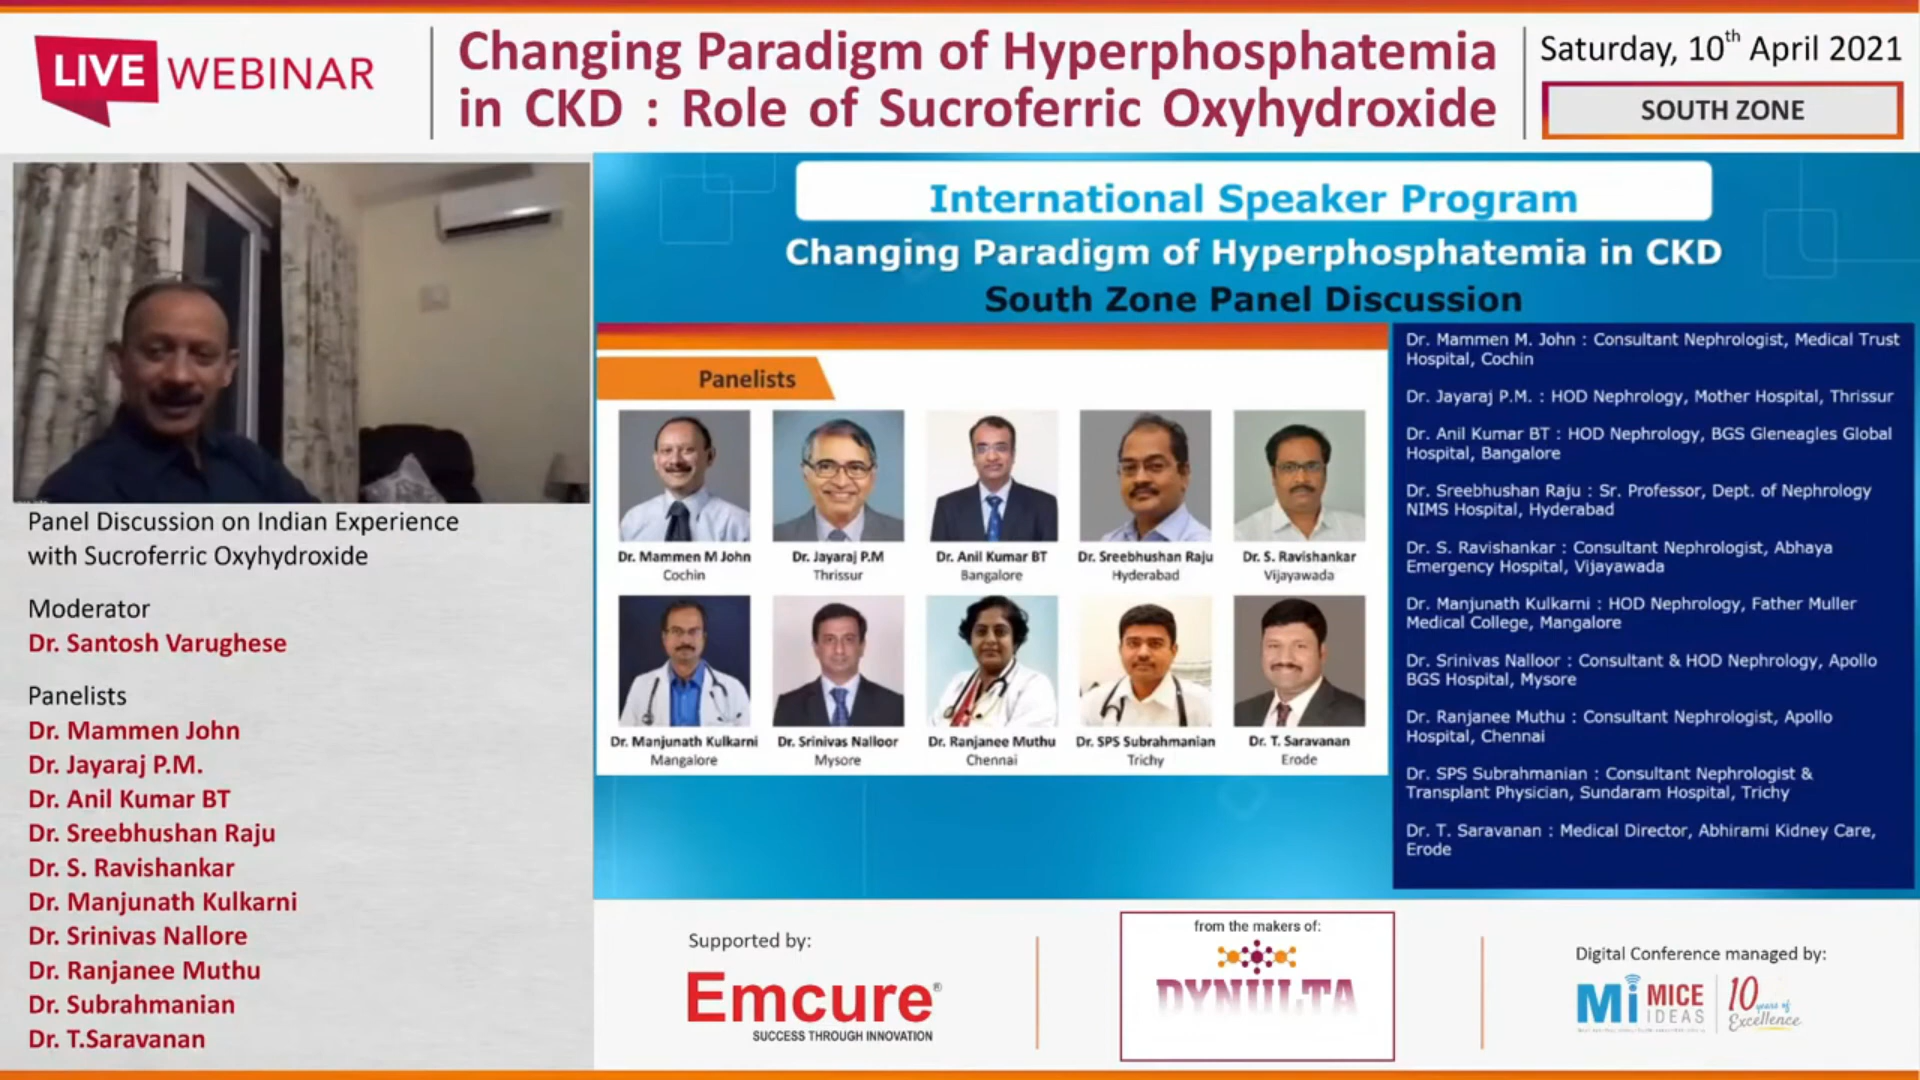 LIVE WEBINAR
Changing Paradigm of Hyperphosphatemia
in CKD : Role of Sucroferric Oxyhydroxide
Saturday, 10th April 2021
SOUTH ZONE
Panel Discussion on Indian Experience
with Sucroferric Oxyhydroxide
Moderator
Dr. Santosh Varughese
Panelists
Dr. Mammen John
Dr. Jayaraj P.M.
Dr. Anil Kumar BT
Dr. Sreebhushan Raju
Dr. S. Ravishankar
Dr. Manjunath Kulkarni
Dr. Srinivas Nallore
Dr. Ranjanee Muthu
Dr. Subrahmanian
Dr. T.Saravanan
International Speaker Program
Changing Paradigm of Hyperphosphatemia in CKD
South Zone Panel Discussion
Panelists
Dr. Mammen M John
Cochin
Dr. Jayaraj P.M
Thrissur
Dr. Anil Kumar BT
Bangalore
Dr. Sreebhushan Raju
Hyderabad
Dr. S. Ravishankar
Vijayawada
Dr. Manjunath Kulkarni
Mangalore
Dr. Srinivas Nalloor
Mysore
Dr. Ranjanee Muthu
Chennai
Dr. SPS Subrahmanian
Trichy
Dr. T. Saravanan
Erode
Dr. Mammen M. John : Consultant Nephrologist, Medical Trust
Hospital, Cochin
Dr. Jayaraj P.M. : HOD Nephrology, Mother Hospital, Thrissur
Dr. Anil Kumar BT : HOD Nephrology, BGS Gleneagles Global
Hospital, Bangalore
Dr. Sreebhushan Raju : Sr. Professor, Dept. of Nephrology
NIMS Hospital, Hyderabad
Dr. S. Ravishankar : Consultant Nephrologist, Abhaya
Emergency Hospital, Vijayawada
Dr. Manjunath Kulkarni : HOD Nephrology, Father Muller
Medical College, Mangalore
Dr. Srinivas Nalloor : Consultant & HOD Nephrology, Apollo
BGS Hospital, Mysore
Dr. Ranjanee Muthu : Consultant Nephrologist, Apollo
Hospital, Chennai
Dr. SPS Subrahmanian : Consultant Nephrologist &
Transplant Physician, Sundaram Hospital, Trichy
Dr. T. Saravanan : Medical Director, Abhirami Kidney Care,
Erode
Supported by:
Emcure®
SUCCESS THROUGH INNOVATION
from the makers of:
DYNULTA
Digital Conference managed by:
Mi MICE
IDEAS
10 years of
Excellence